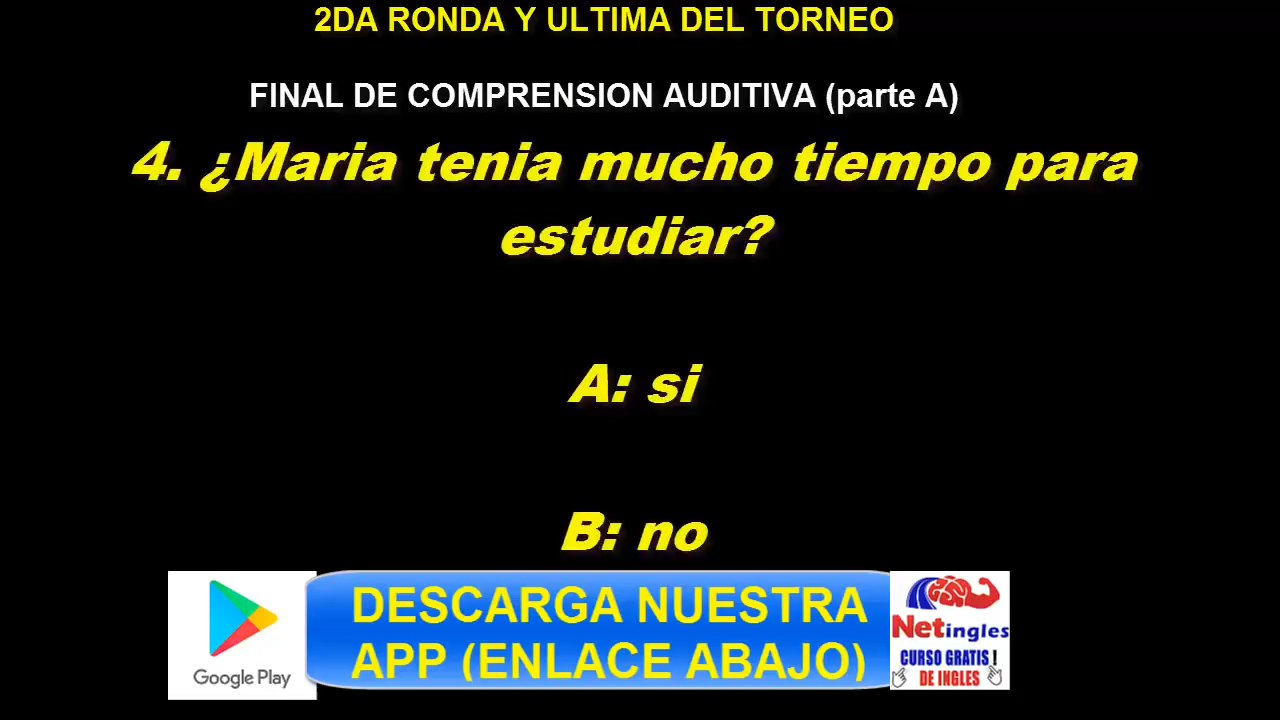 2DA RONDA Y ULTIMA DEL TORNEO
FINAL DE COMPRENSION AUDITIVA (parte A)
4. ¿Maria tenia mucho tiempo para
estudiar?
A: si
B: no
DESCARGA NUESTRA
APP (ENLACE ABAJO)
Google Play
Netingles
CURSO GRATIS !
DE INGLES